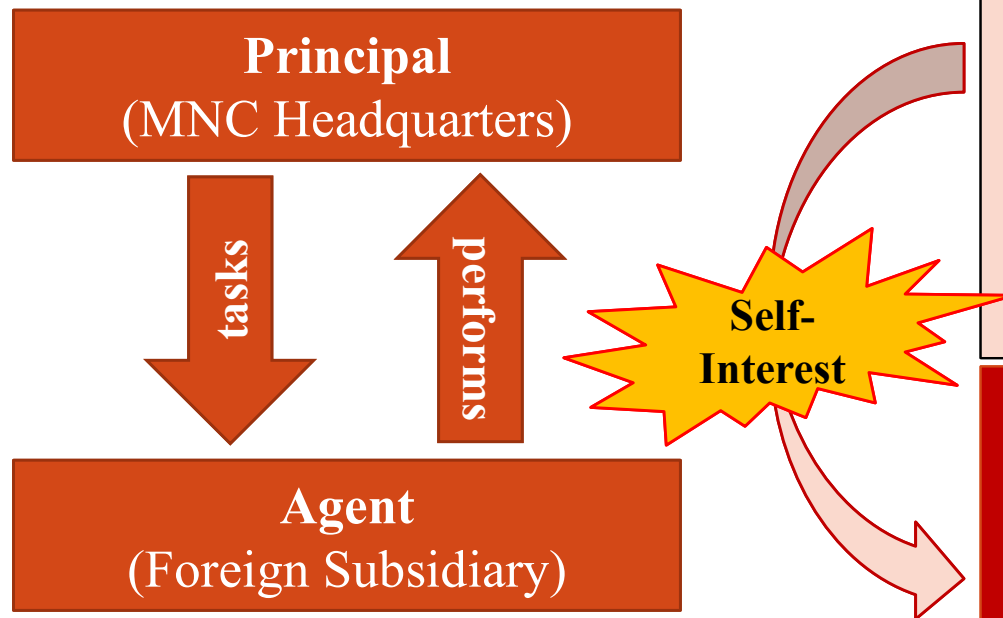 Principal
(MNC Headquarters)
tasks
performs
Self-
Interest
Agent
(Foreign Subsidiary)